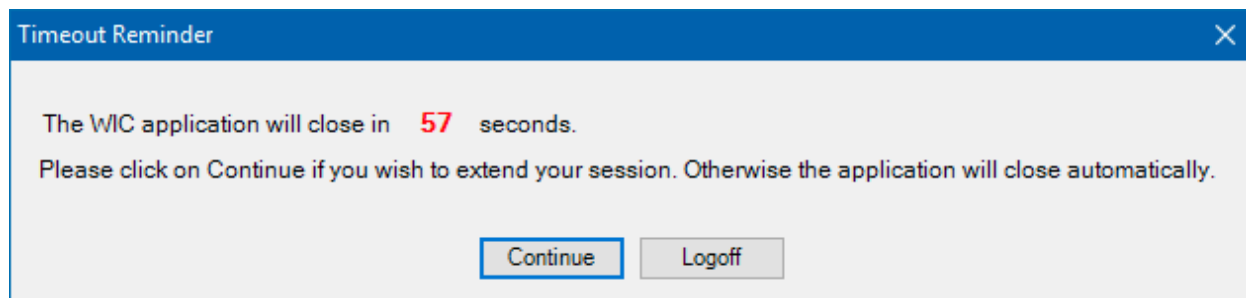 Timeout Reminder
The WIC application will close in 57 seconds.
Please click on Continue if you wish to extend your session. Otherwise the application will close automatically.
Continue Logoff